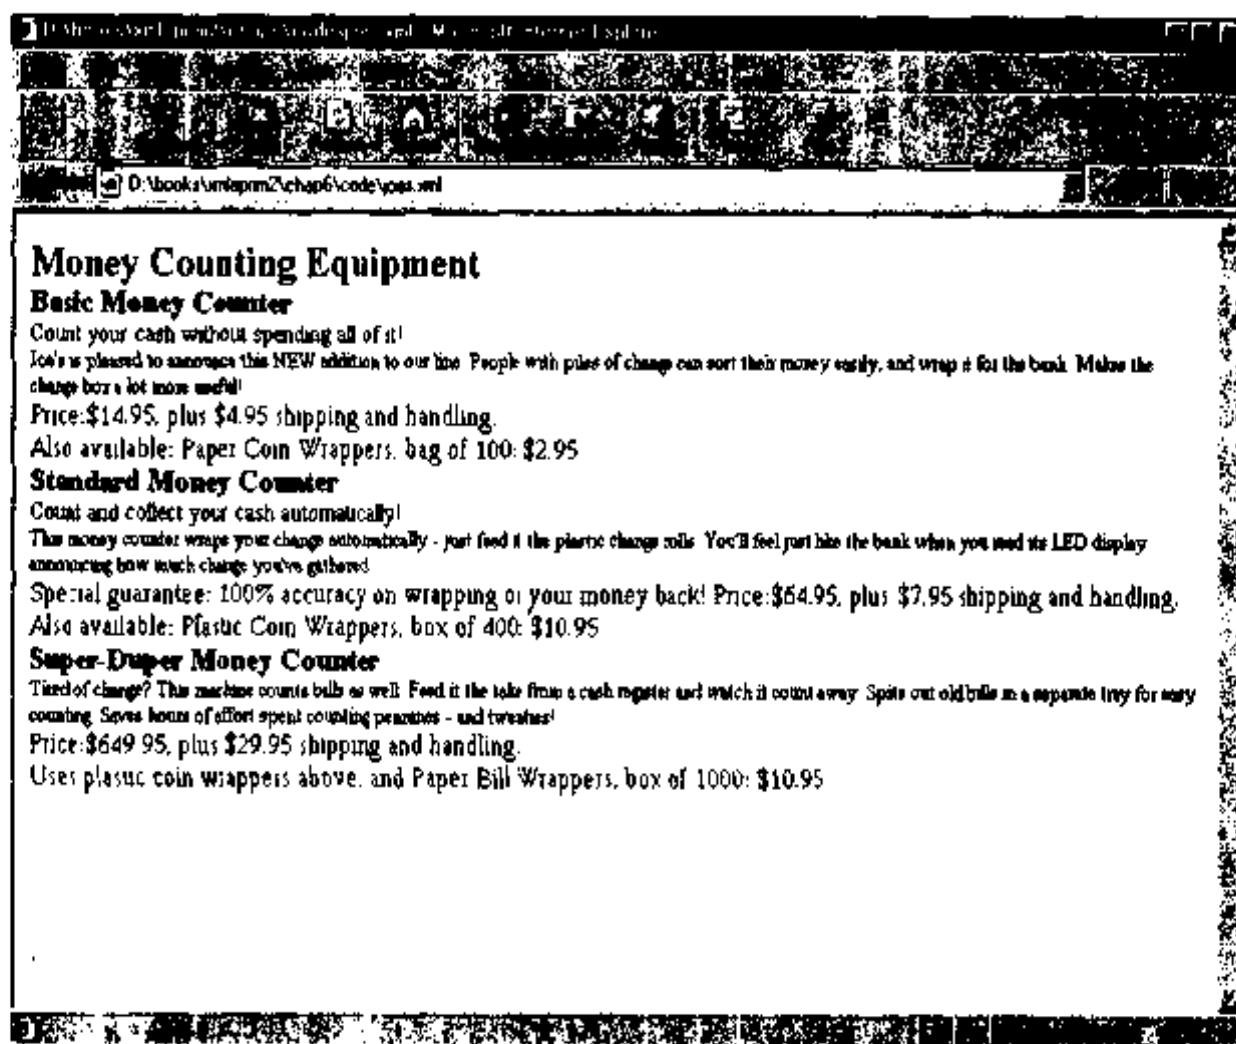 Microsoft Internet Explorer
D:\books\xmlaprm2\chap6\code\
Money Counting Equipment
Basic Money Counter
Count your cash without spending all of it!
is pleased to announce this NEW addition to our line. People with piles of change can sort their money easily, and wrap it for the bank. Makes the
change box a lot more useful!
Price:$14.95, plus $4.95 shipping and handling.
Also available: Paper Coin Wrappers, bag of 100: $2.95
Standard Money Counter
Count and collect your cash automatically!
This money counter wraps your change automatically - just feed it the plastic change rolls. You'll feel just like the bank when you read its LED display
announcing how much change you've gathered.
Special guarantee: 100% accuracy on wrapping or your money back! Price:$64.95, plus $7.95 shipping and handling.
Also available: Plastic Coin Wrappers, box of 400: $10.95
Super-Duper Money Counter
Tired of change? This machine counts bills as well. Feed it the take from a cash register and watch it count away. Spits out old bills in a separate tray for easy
counting. Saves hours of effort spent counting pennies - and twenties!
Price:$649.95, plus $29.95 shipping and handling.
Uses plastic coin wrappers above, and Paper Bill Wrappers, box of 1000: $10.95